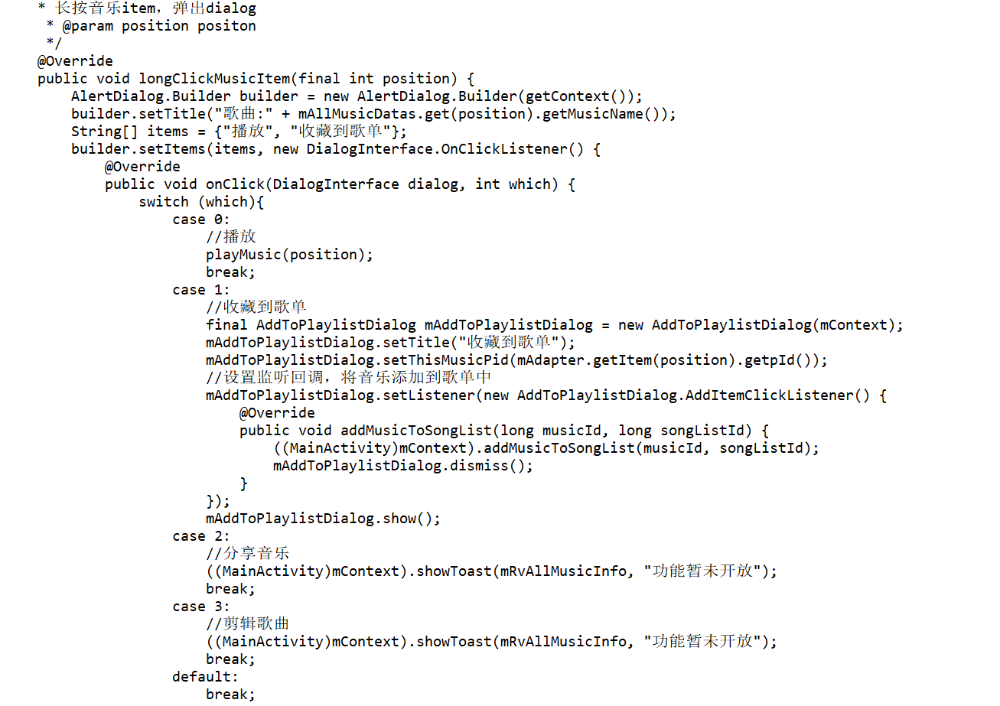 * 长按音乐item，弹出dialog
* @param position positon
*/
@Override
public void longClickMusicItem(final int position) {
AlertDialog.Builder builder = new AlertDialog.Builder(getContext());
builder.setTitle("歌曲:" + mAllMusicDatas.get(position).getMusicName());
String[] items = {"播放", "收藏到歌单"};
builder.setItems(items, new DialogInterface.OnClickListener() {
@Override
public void onClick(DialogInterface dialog, int which) {
switch (which){
case 0:
//播放
playMusic(position);
break;
case 1:
//收藏到歌单
final AddToPlaylistDialog mAddToPlaylistDialog = new AddToPlaylistDialog(mContext);
mAddToPlaylistDialog.setTitle("收藏到歌单");
mAddToPlaylistDialog.setThisMusicPid(mAdapter.getItem(position).getpId());
//设置监听回调，将音乐添加到歌单中
mAddToPlaylistDialog.setListener(new AddToPlaylistDialog.AddItemClickListener() {
@Override
public void addMusicToSongList(long musicId, long songListId) {
((MainActivity)mContext).addMusicToSongList(musicId, songListId);
mAddToPlaylistDialog.dismiss();
}
});
mAddToPlaylistDialog.show();
case 2:
//分享音乐
((MainActivity)mContext).showToast(mRvAllMusicInfo, "功能暂未开放");
break;
case 3:
//剪辑歌曲
((MainActivity)mContext).showToast(mRvAllMusicInfo, "功能暂未开放");
break;
default:
break;